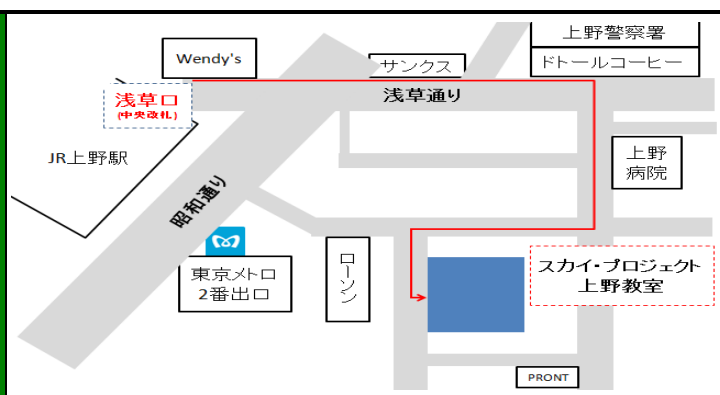 上野警察署
ドトールコーヒー
Wendy's
サンクス
浅草口
(中央改札)
浅草通り
JR上野駅
上野
病院
昭和通り
東京メトロ
2番出口
ローソン
スカイ・プロジェクト
上野教室
PRONT